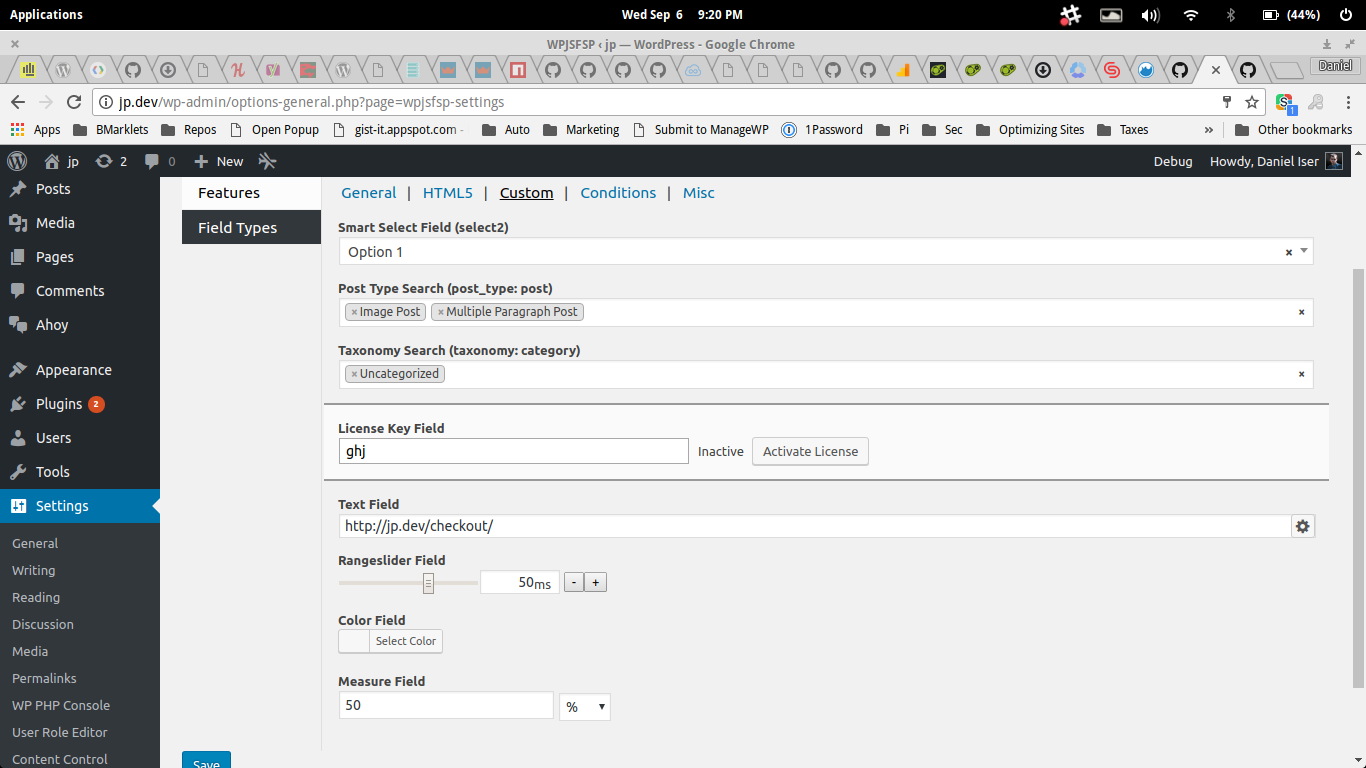 Applications
Wed Sep 6 9:20 PM
(44%)
WPJSFSP ‹ jp — WordPress - Google Chrome
Daniel
jp.dev/wp-admin/options-general.php?page=wpjsfsp-settings
Apps BMarklets Repos Open Popup gist-it.appspot.com - Auto Marketing Submit to ManageWP 1Password Pi Sec Optimizing Sites Taxes » Other bookmarks
jp 2 0 + New Debug Howdy, Daniel Iser
Posts
Media
Pages
Comments
Ahoy
Appearance
Plugins 2
Users
Tools
Settings
General
Writing
Reading
Discussion
Media
Permalinks
WP PHP Console
User Role Editor
Content Control
Features
Field Types
General | HTML5 | Custom | Conditions | Misc
Smart Select Field (select2)
Option 1 ×
Post Type Search (post_type: post)
×Image Post ×Multiple Paragraph Post ×
Taxonomy Search (taxonomy: category)
×Uncategorized ×
License Key Field
ghj Inactive Activate License
Text Field
http://jp.dev/checkout/
Rangeslider Field
50ms - +
Color Field
Select Color
Measure Field
50 %
Save